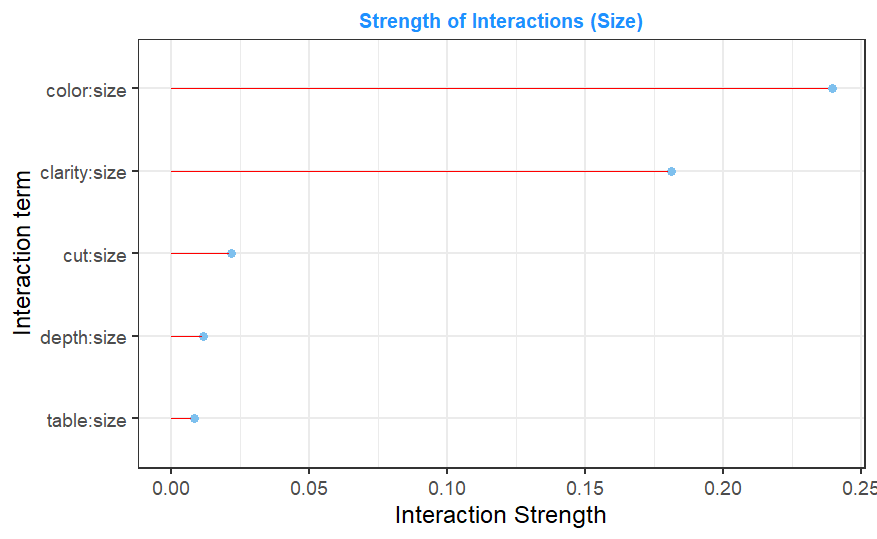 Strength of Interactions (Size)
color:size
clarity:size
cut:size
depth:size
table:size
Interaction term
0.00 0.05 0.10 0.15 0.20 0.25
Interaction Strength